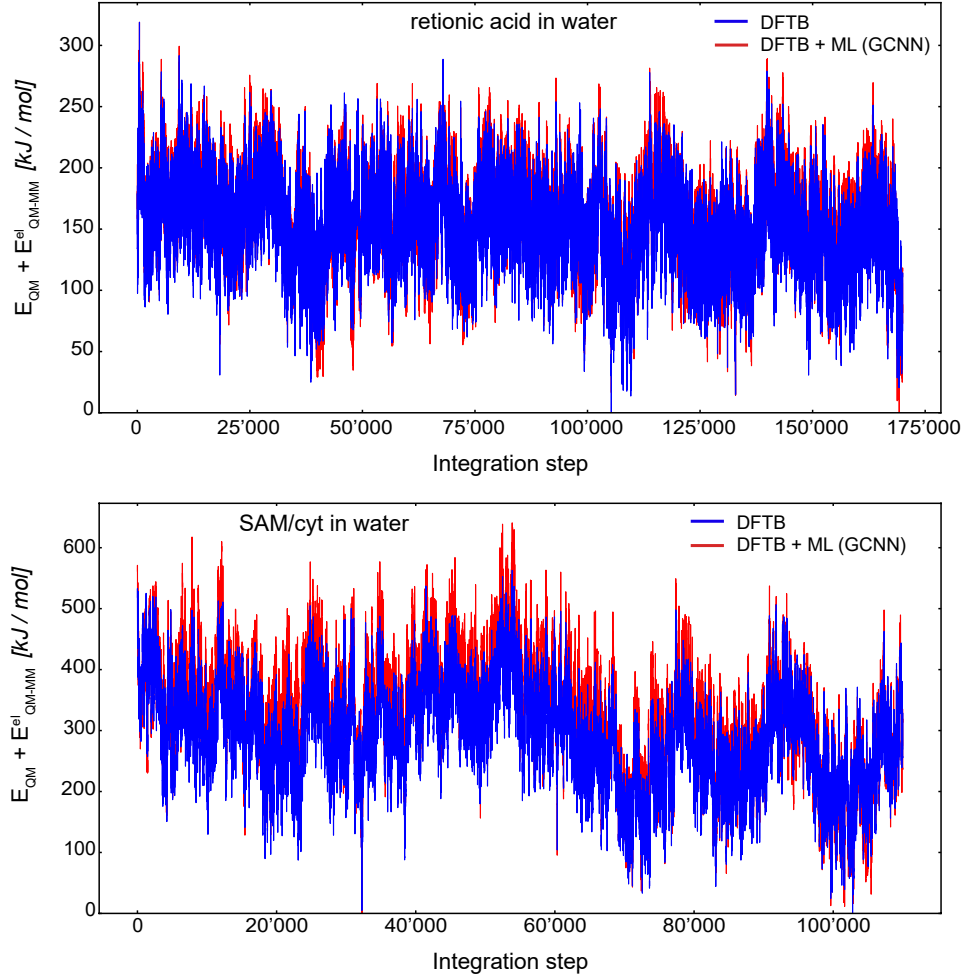 retionic acid in water
DFTB
DFTB + ML (GCNN)
E_QM + E^el_QM-MM [kJ / mol]
300
250
200
150
100
50
0
0 25’000 50’000 75’000 100’000 125’000 150’000 175’000
Integration step
SAM/cyt in water
DFTB
DFTB + ML (GCNN)
E_QM + E^el_QM-MM [kJ / mol]
600
500
400
300
200
100
0
0 20’000 40’000 60’000 80’000 100’000
Integration step